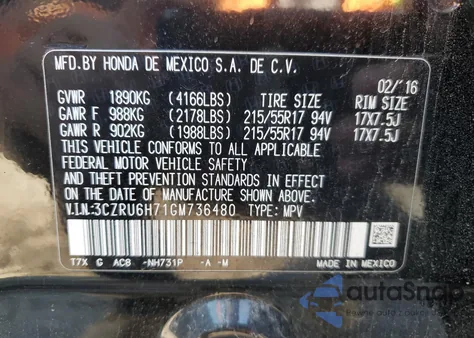 MFD.BY HONDA DE MEXICO S.A. DE C.V.
02/'16
GVWR 1890KG (4166LBS) TIRE SIZE RIM SIZE
GAWR F 988KG (2178LBS) 215/55R17 94V 17X7.5J
GAWR R 902KG (1988LBS) 215/55R17 94V 17X7.5J
THIS VEHICLE CONFORMS TO ALL APPLICABLE
FEDERAL MOTOR VEHICLE SAFETY
AND THEFT PREVENTION STANDARDS IN EFFECT
ON THE DATE OF MANUFACTURE SHOWN ABOVE.
V.I.N:3CZRU6H71GM736480 TYPE: MPV
T7X G AC8 -NH731P -A -M MADE IN MEXICO
autoSnap